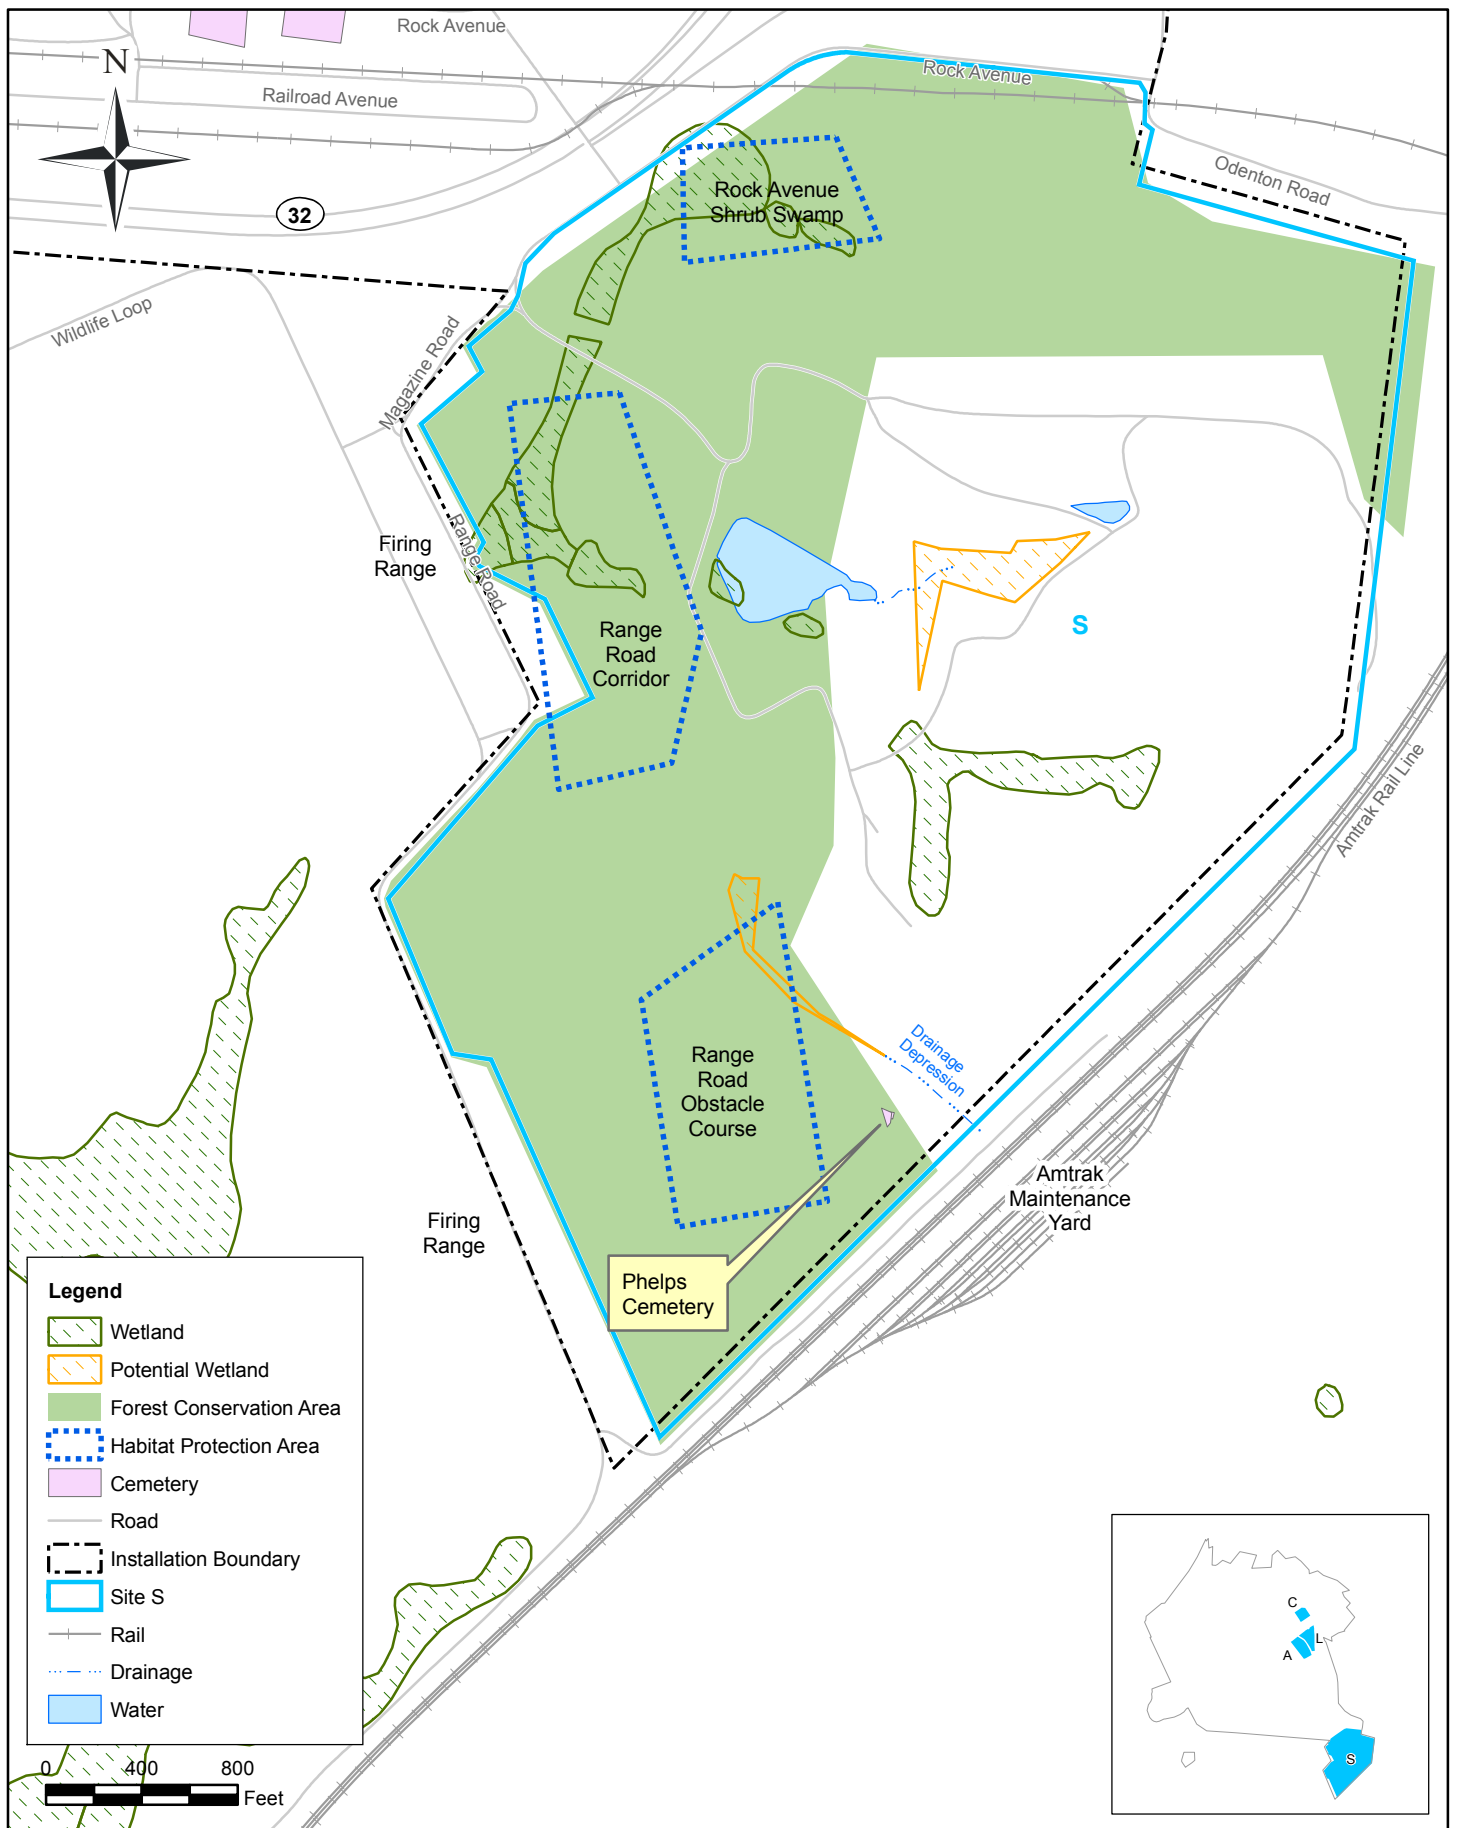 Rock Avenue
N
Railroad Avenue
Rock Avenue
32
Odenton Road
Rock Avenue
Shrub Swamp
Wildlife Loop
Magazine Road
Range Road
Firing
Range
Range
Road
Corridor
S
Amtrak Rail Line
Drainage
Depression
Range
Road
Obstacle
Course
Amtrak
Maintenance
Yard
Firing
Range
Phelps
Cemetery
Legend
Wetland
Potential Wetland
Forest Conservation Area
Habitat Protection Area
Cemetery
Road
Installation Boundary
Site S
Rail
Drainage
Water
0 400 800
Feet
C
L
A
S